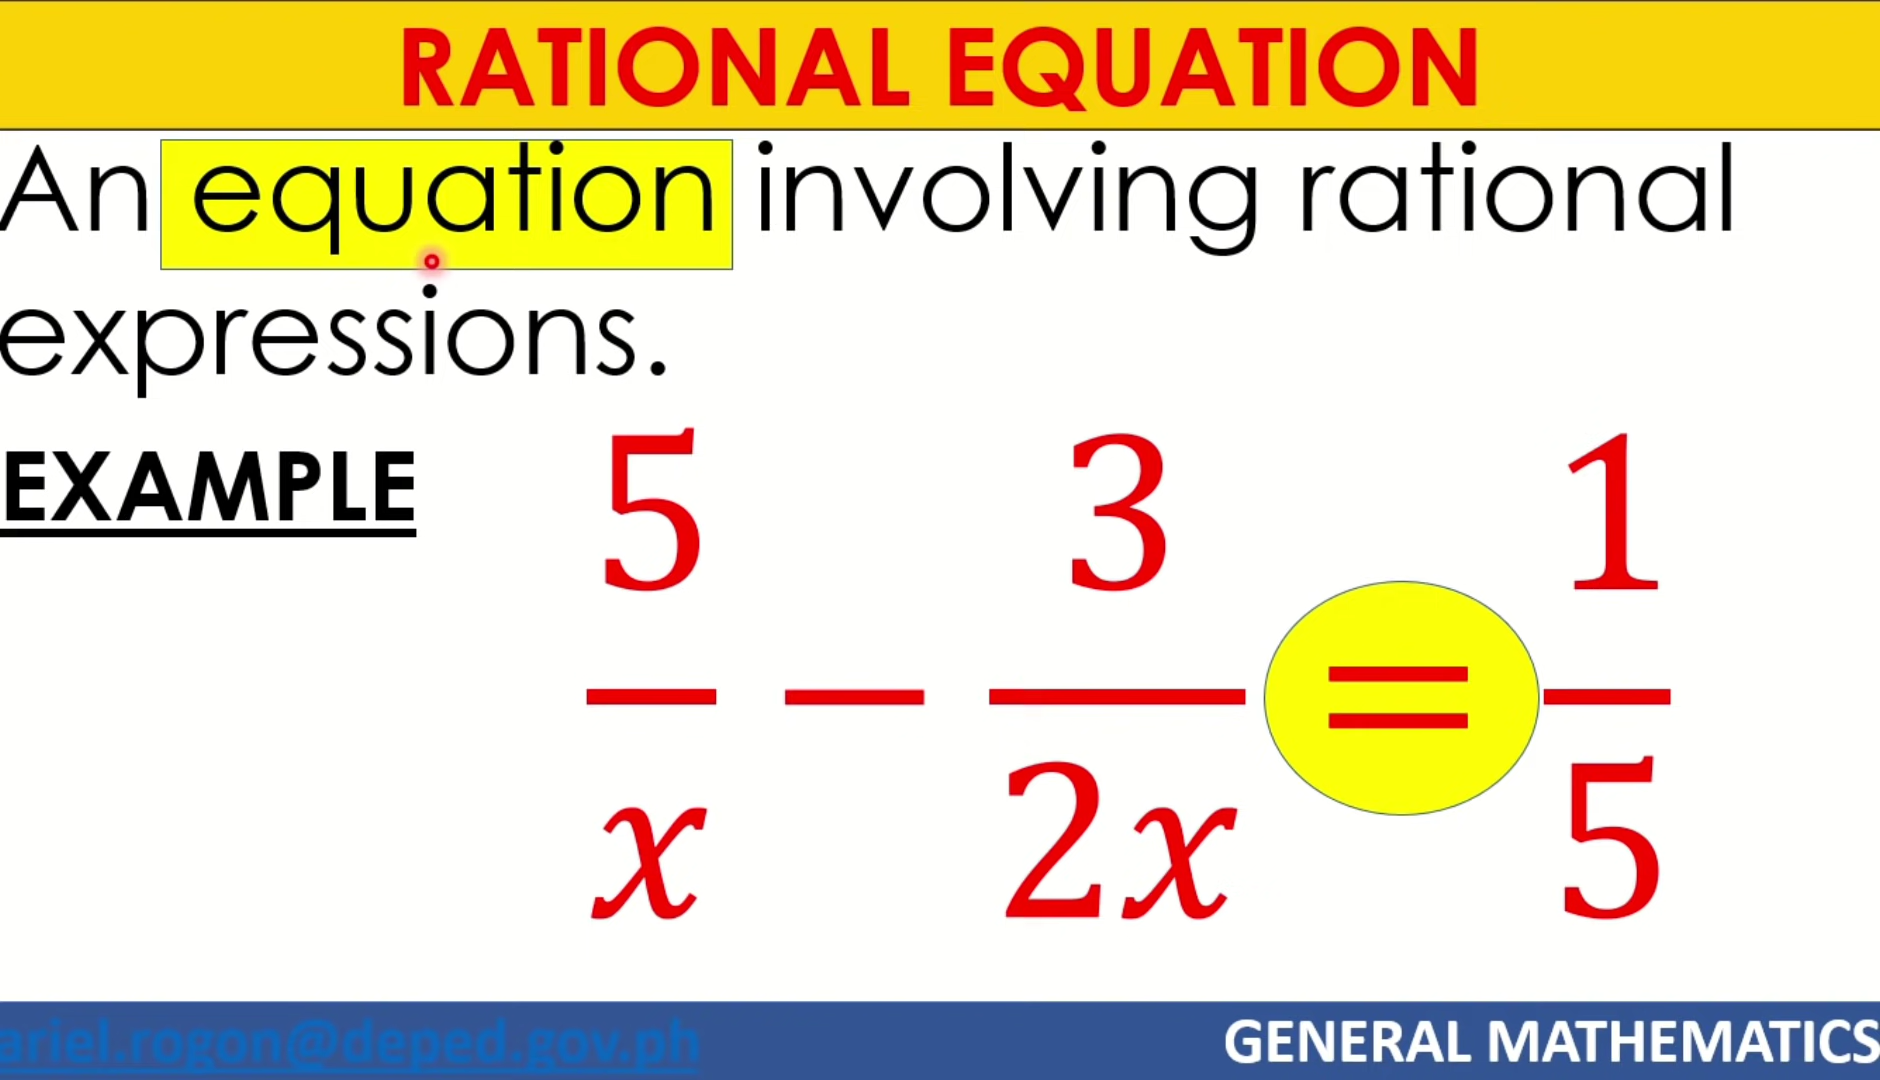 RATIONAL EQUATION
An equation involving rational
expressions.
EXAMPLE
5/x − 3/2x = 1/5
ariel.rogon@deped.gov.ph
GENERAL MATHEMATICS